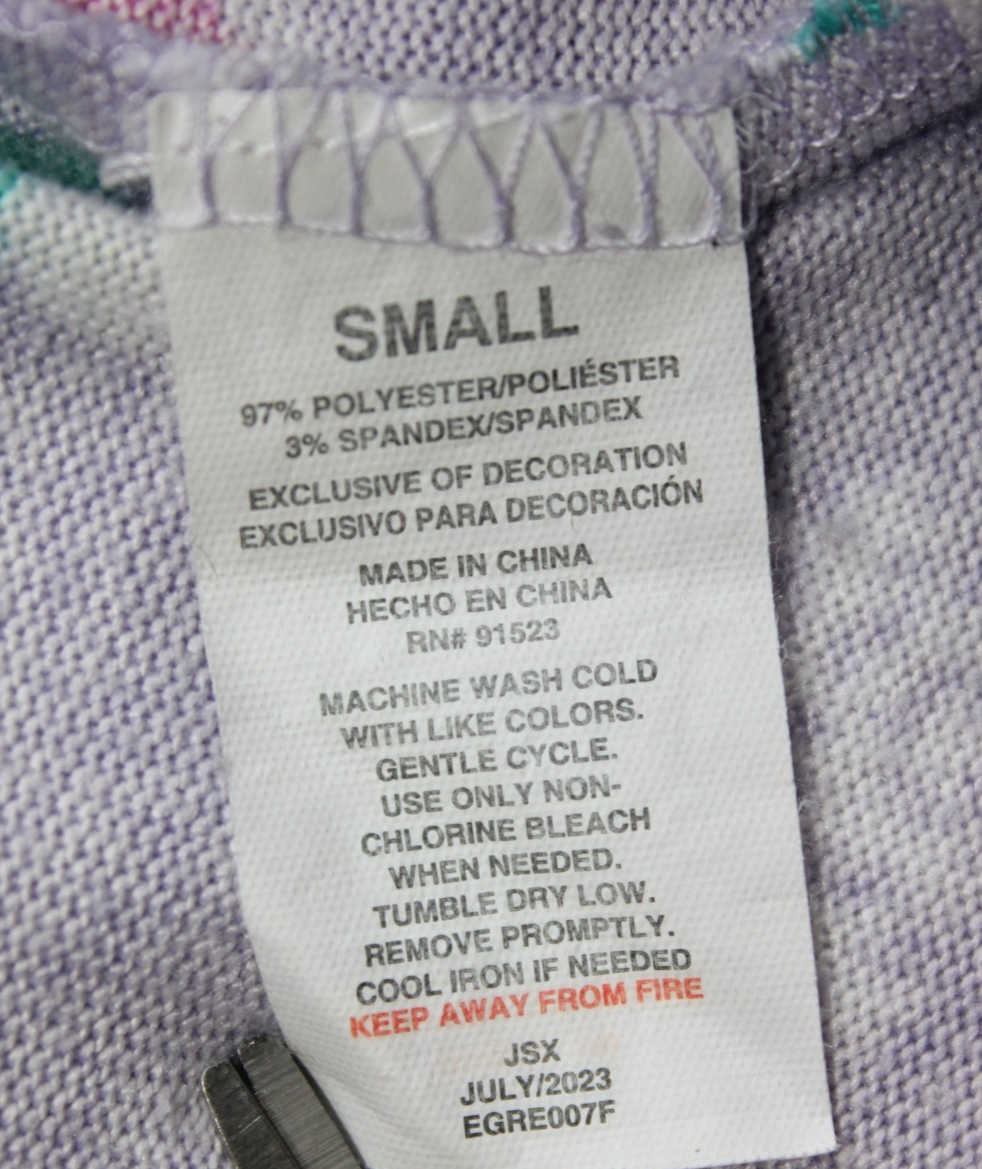 SMALL
97% POLYESTER/POLIÉSTER
3% SPANDEX/SPANDEX
EXCLUSIVE OF DECORATION
EXCLUSIVO PARA DECORACIÓN
MADE IN CHINA
HECHO EN CHINA
RN# 91523
MACHINE WASH COLD
WITH LIKE COLORS.
GENTLE CYCLE.
USE ONLY NON-
CHLORINE BLEACH
WHEN NEEDED.
TUMBLE DRY LOW.
REMOVE PROMPTLY.
COOL IRON IF NEEDED
KEEP AWAY FROM FIRE
JSX
JULY/2023
EGRE007F